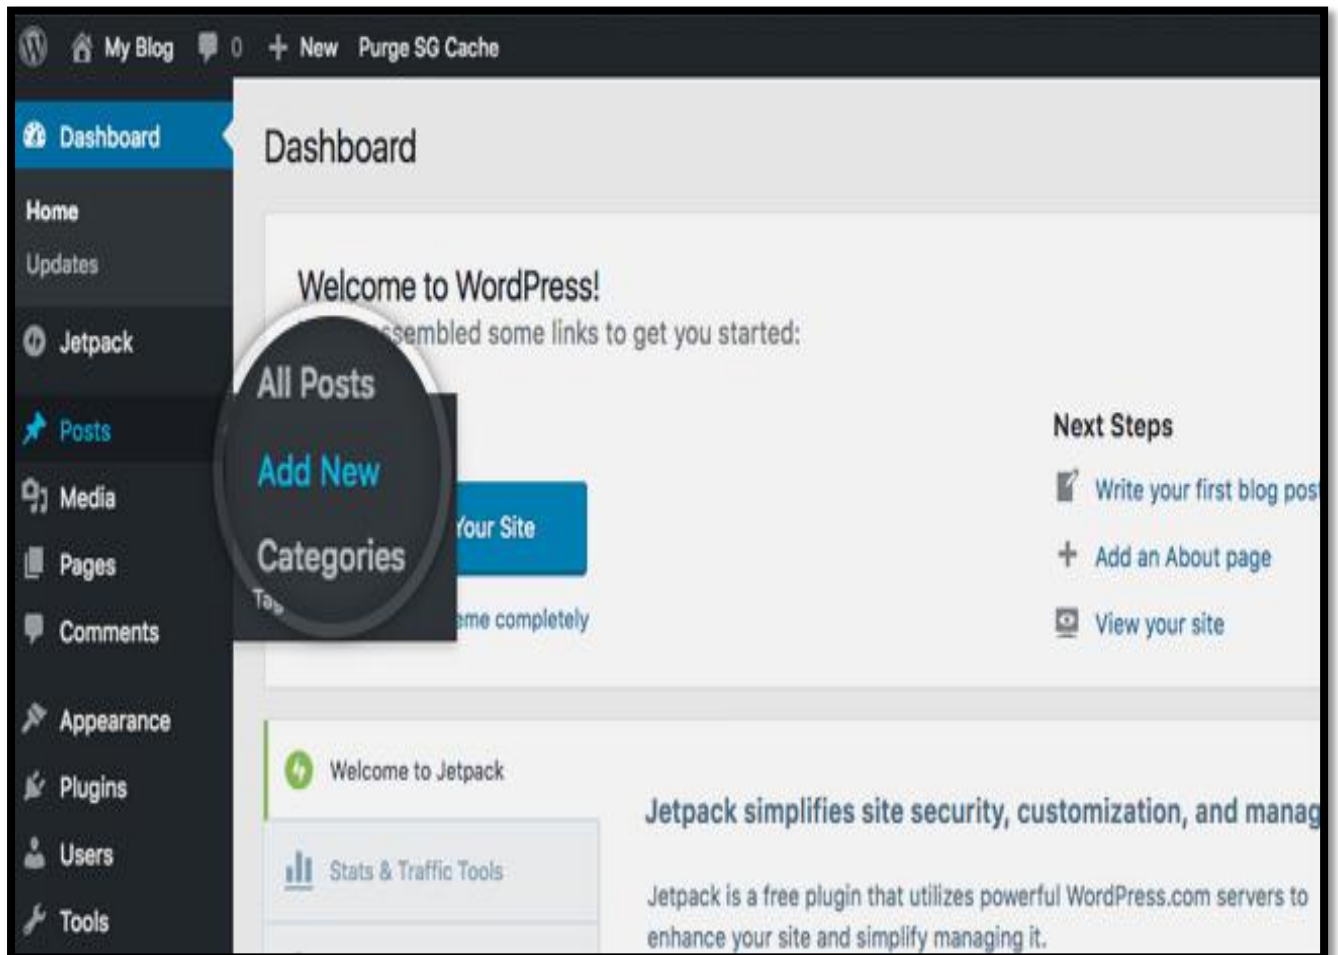 My Blog 0 + New Purge SG Cache
Dashboard
Home
Updates
Jetpack
Posts
Media
Pages
Comments
Appearance
Plugins
Users
Tools
Dashboard
Welcome to WordPress!
ssembled some links to get you started:
All Posts
Add New
Categories
Tag
Your Site
eme completely
Next Steps
Write your first blog post
Add an About page
View your site
Welcome to Jetpack
Stats & Traffic Tools
Jetpack simplifies site security, customization, and manag
Jetpack is a free plugin that utilizes powerful WordPress.com servers to
enhance your site and simplify managing it.